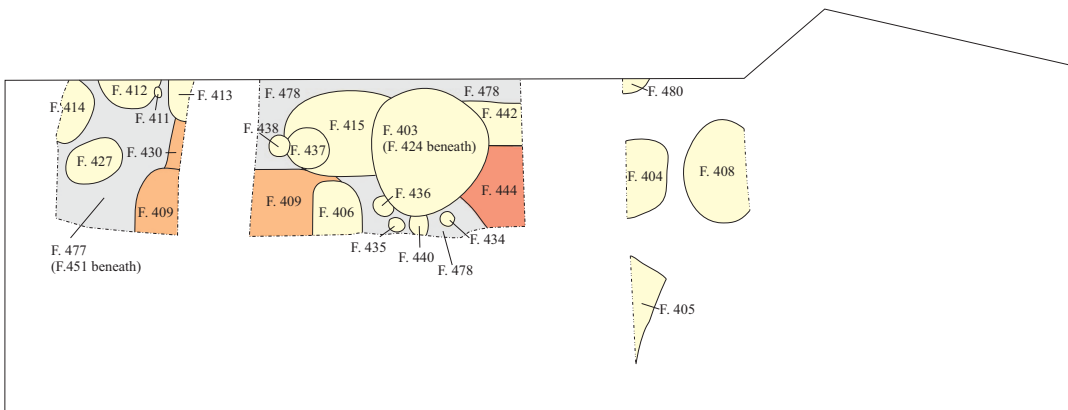 F. 414
F. 412
F. 411
F. 413
F. 427
F. 430
F. 409
F. 477
(F.451 beneath)
F. 478
F. 478
F. 415
F. 403
(F. 424 beneath)
F. 442
F. 438
F. 437
F. 409
F. 406
F. 436
F. 444
F. 435
F. 440
F. 434
F. 478
F. 480
F. 404
F. 408
F. 405